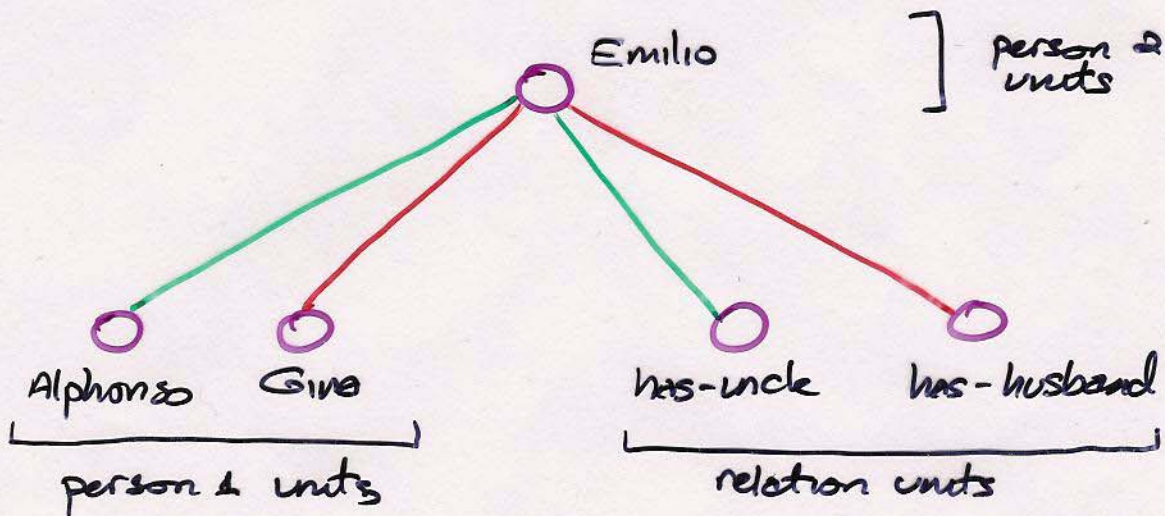 Emilio
person 2
units
Alphonso Gina has-uncle has-husband
person 1 units relation units